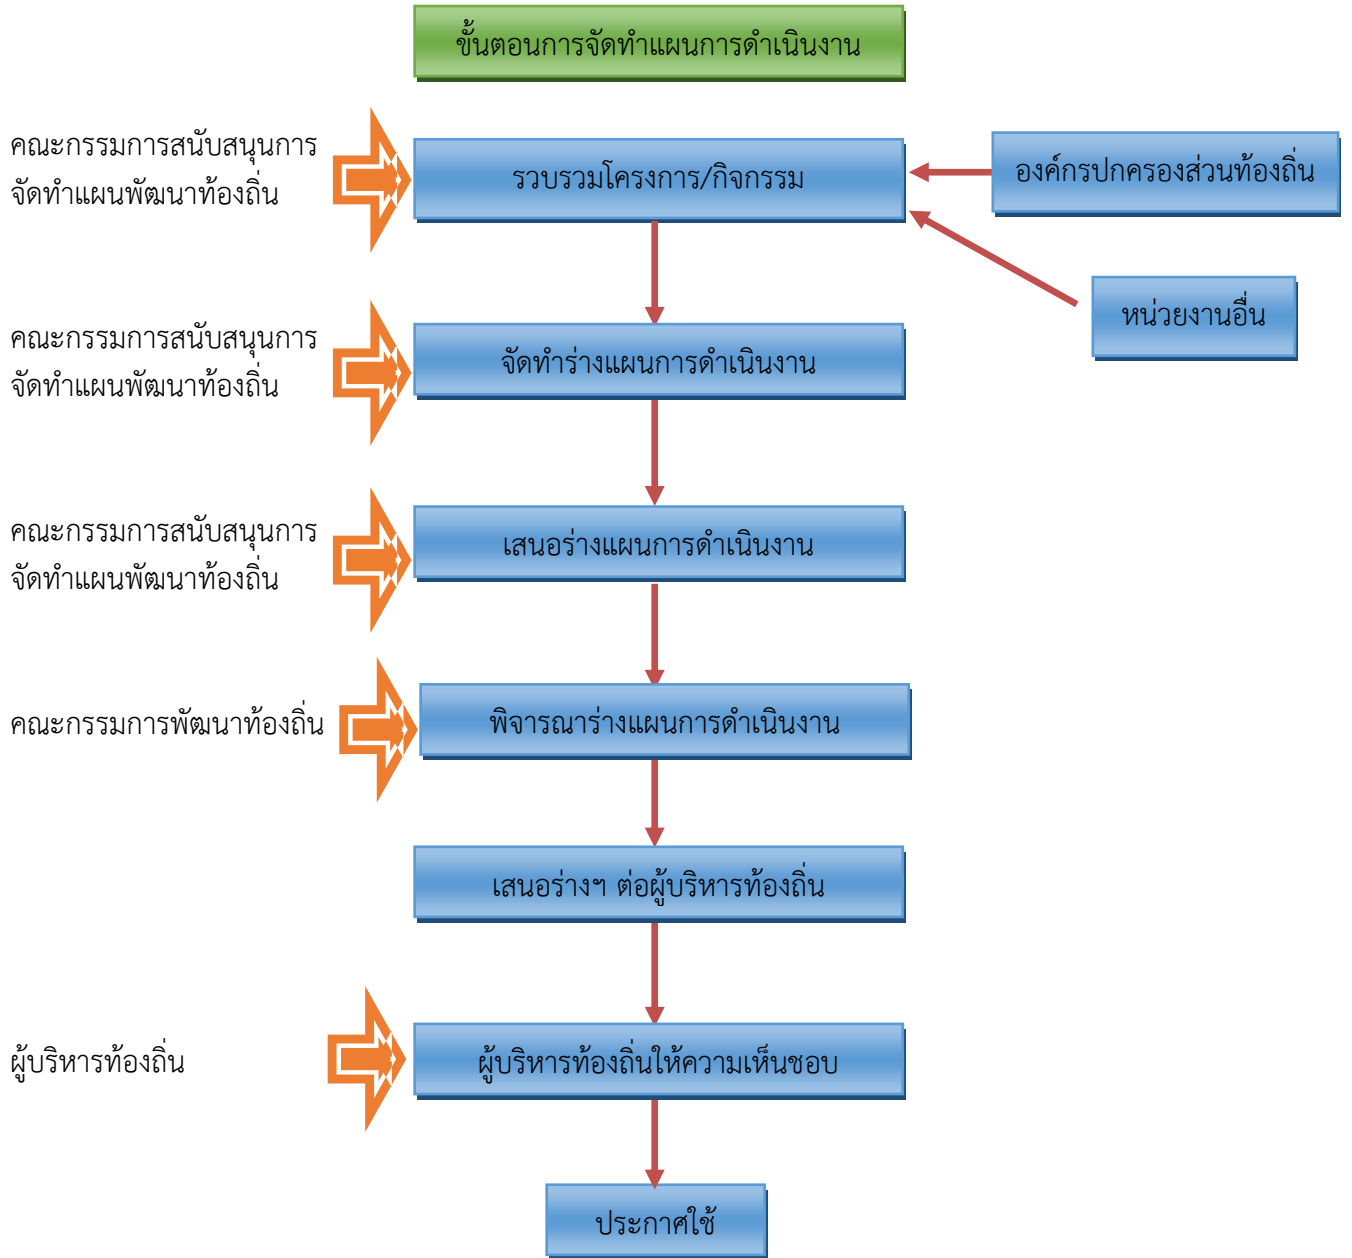 ขั้นตอนการจัดทำแผนการดำเนินงาน
คณะกรรมการสนับสนุนการ
จัดทำแผนพัฒนาท้องถิ่น
รวบรวมโครงการ/กิจกรรม
องค์กรปกครองส่วนท้องถิ่น
หน่วยงานอื่น
คณะกรรมการสนับสนุนการ
จัดทำแผนพัฒนาท้องถิ่น
จัดทำร่างแผนการดำเนินงาน
คณะกรรมการสนับสนุนการ
จัดทำแผนพัฒนาท้องถิ่น
เสนอร่างแผนการดำเนินงาน
คณะกรรมการพัฒนาท้องถิ่น
พิจารณาร่างแผนการดำเนินงาน
เสนอร่างฯ ต่อผู้บริหารท้องถิ่น
ผู้บริหารท้องถิ่น
ผู้บริหารท้องถิ่นให้ความเห็นชอบ
ประกาศใช้